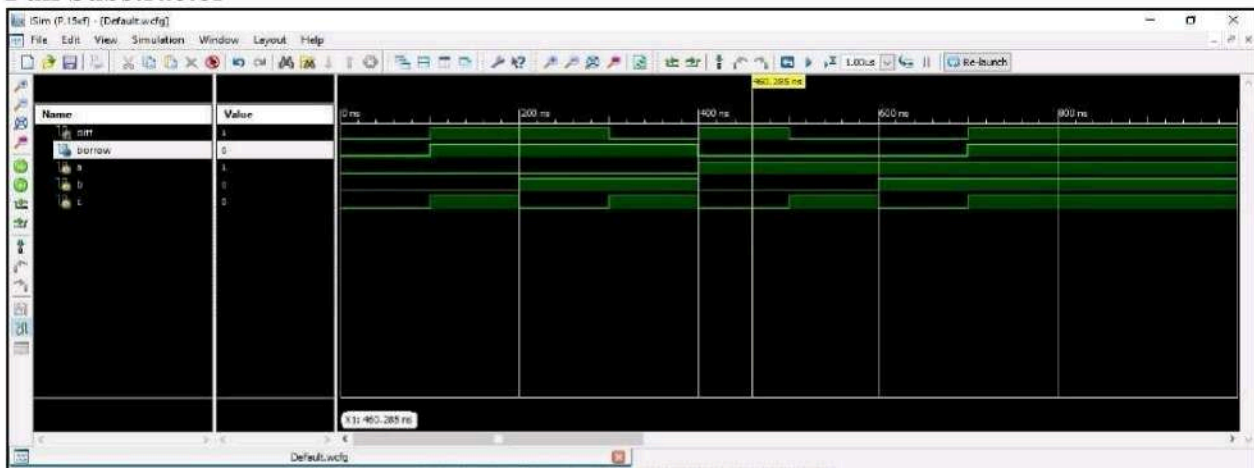 iSim (P.15xf) - [Default.wcfg]
File Edit View Simulation Window Layout Help
1.00us Re-launch
460.285 ns
Name Value
0 ns 200 ns 400 ns 600 ns 800 ns
diff 1
borrow 0
a 1
b 0
c 0
X1: 460.285 ns
Default.wcfg